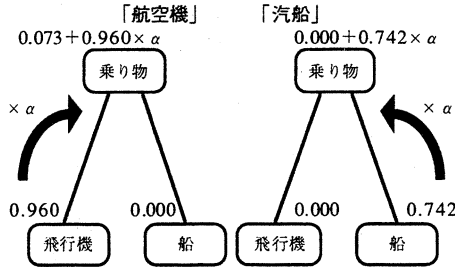 「航空機」 「汽船」
0.073+0.960×α 0.000+0.742×α
乗り物 乗り物
×α ×α
0.960 0.000 0.000 0.742
飛行機 船 飛行機 船